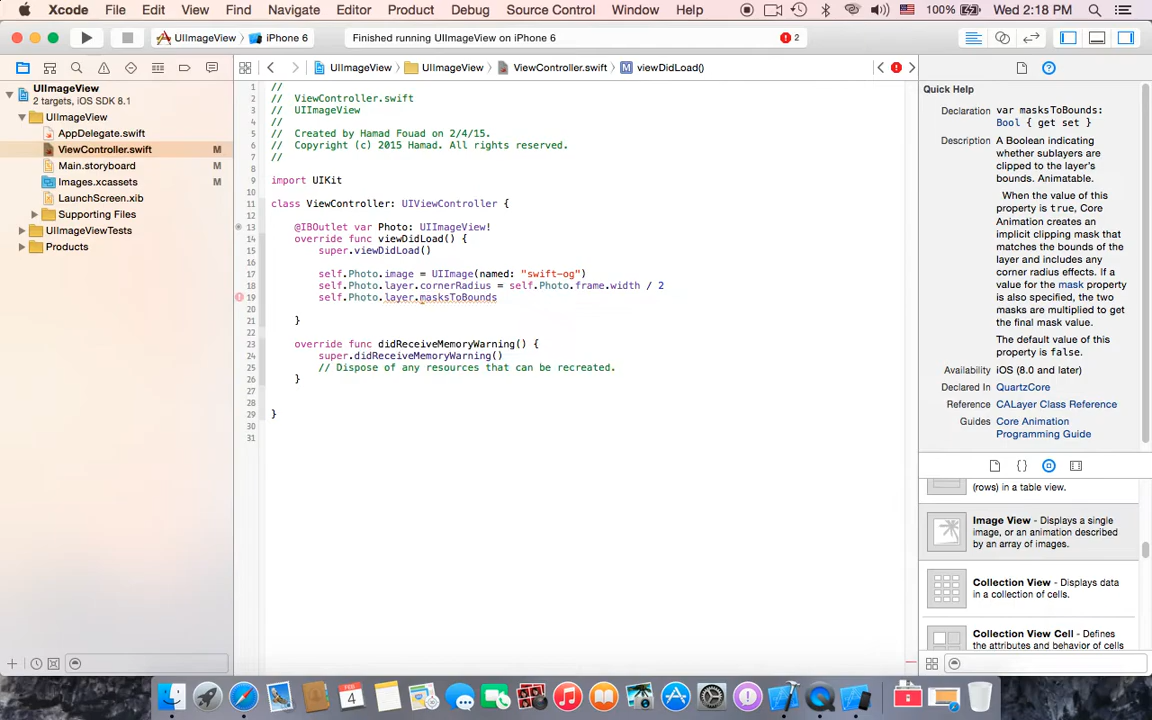 Xcode File Edit View Find Navigate Editor Product Debug Source Control Window Help 100% Wed 2:18 PM
UIImageView iPhone 6 Finished running UIImageView on iPhone 6 2
UIImageView UIImageView ViewController.swift M viewDidLoad()
UIImageView
2 targets, iOS SDK 8.1
UIImageView
AppDelegate.swift
ViewController.swift M
Main.storyboard M
Images.xcassets M
LaunchScreen.xib
Supporting Files
UIImageViewTests
Products
1 //
2 // ViewController.swift
3 // UIImageView
4 //
5 // Created by Hamad Fouad on 2/4/15.
6 // Copyright (c) 2015 Hamad. All rights reserved.
7 //
8
9 import UIKit
10
11 class ViewController: UIViewController {
12
13 @IBOutlet var Photo: UIImageView!
14 override func viewDidLoad() {
15 super.viewDidLoad()
16
17 self.Photo.image = UIImage(named: "swift-og")
18 self.Photo.layer.cornerRadius = self.Photo.frame.width / 2
19 self.Photo.layer.masksToBounds
20
21 }
22
23 override func didReceiveMemoryWarning() {
24 super.didReceiveMemoryWarning()
25 // Dispose of any resources that can be recreated.
26 }
27
28
29 }
30
31
Quick Help
Declaration var masksToBounds:
Bool { get set }
Description A Boolean indicating
whether sublayers are
clipped to the layer's
bounds. Animatable.
When the value of this
property is true, Core
Animation creates an
implicit clipping mask that
matches the bounds of
the layer and includes any
corner radius effects. If a
value for the mask property
is also specified, the two
masks are multiplied to get
the final mask value.
The default value of this
property is false.
Availability iOS (8.0 and later)
Declared In QuartzCore
Reference CALayer Class Reference
Guides Core Animation
Programming Guide
(rows) in a table view.
Image View - Displays a single
image, or an animation described
by an array of images.
Collection View - Displays data
in a collection of cells.
Collection View Cell - Defines
the attributes and behavior of cells
FEB
4